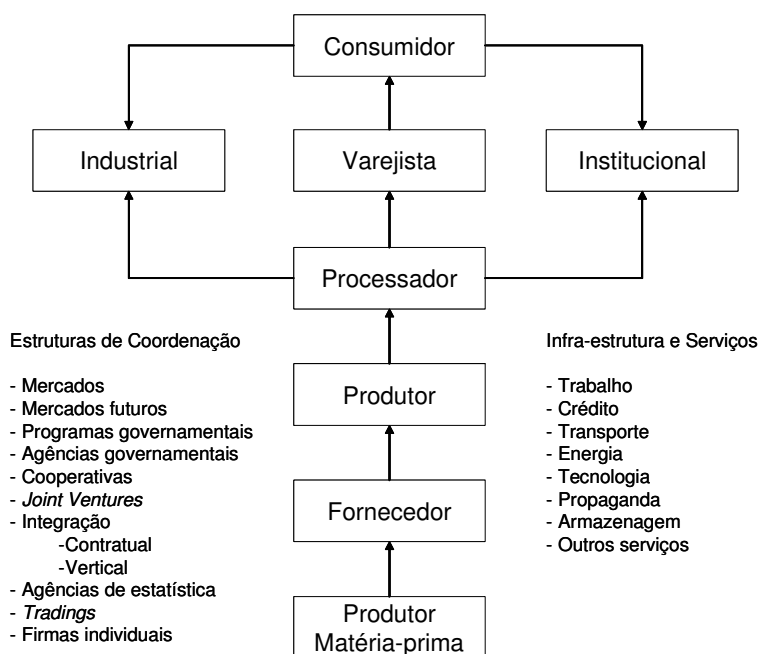 Consumidor
Industrial
Varejista
Institucional
Processador
Estruturas de Coordenação
- Mercados
- Mercados futuros
- Programas governamentais
- Agências governamentais
- Cooperativas
- Joint Ventures
- Integração
-Contratual
-Vertical
- Agências de estatística
- Tradings
- Firmas individuais
Infra-estrutura e Serviços
- Trabalho
- Crédito
- Transporte
- Energia
- Tecnologia
- Propaganda
- Armazenagem
- Outros serviços
Produtor
Fornecedor
Produtor
Matéria-prima